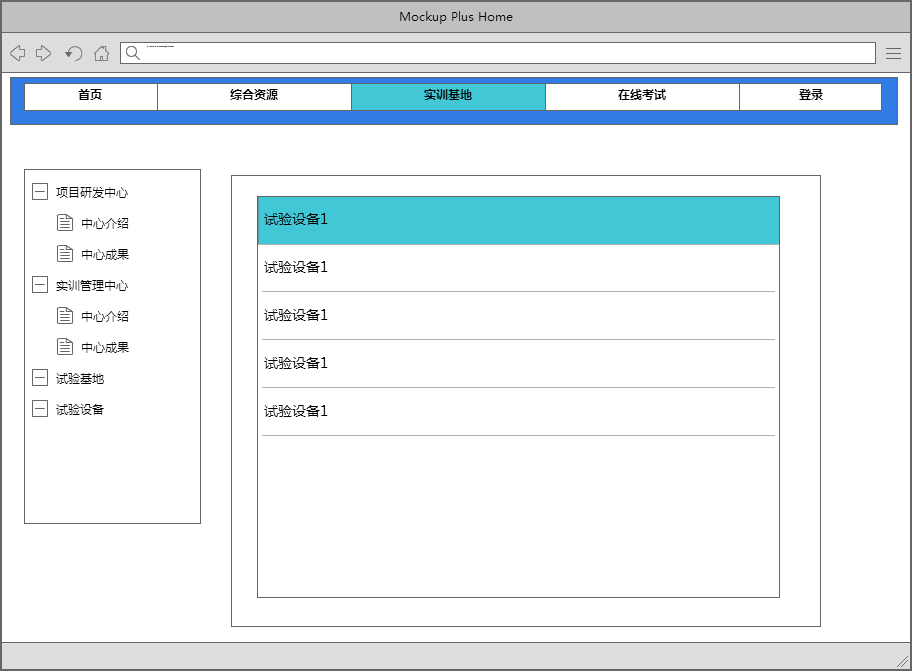 Mockup Plus Home
首页 综合资源 实训基地 在线考试 登录
项目研发中心
中心介绍
中心成果
实训管理中心
中心介绍
中心成果
试验基地
试验设备
试验设备1
试验设备1
试验设备1
试验设备1
试验设备1